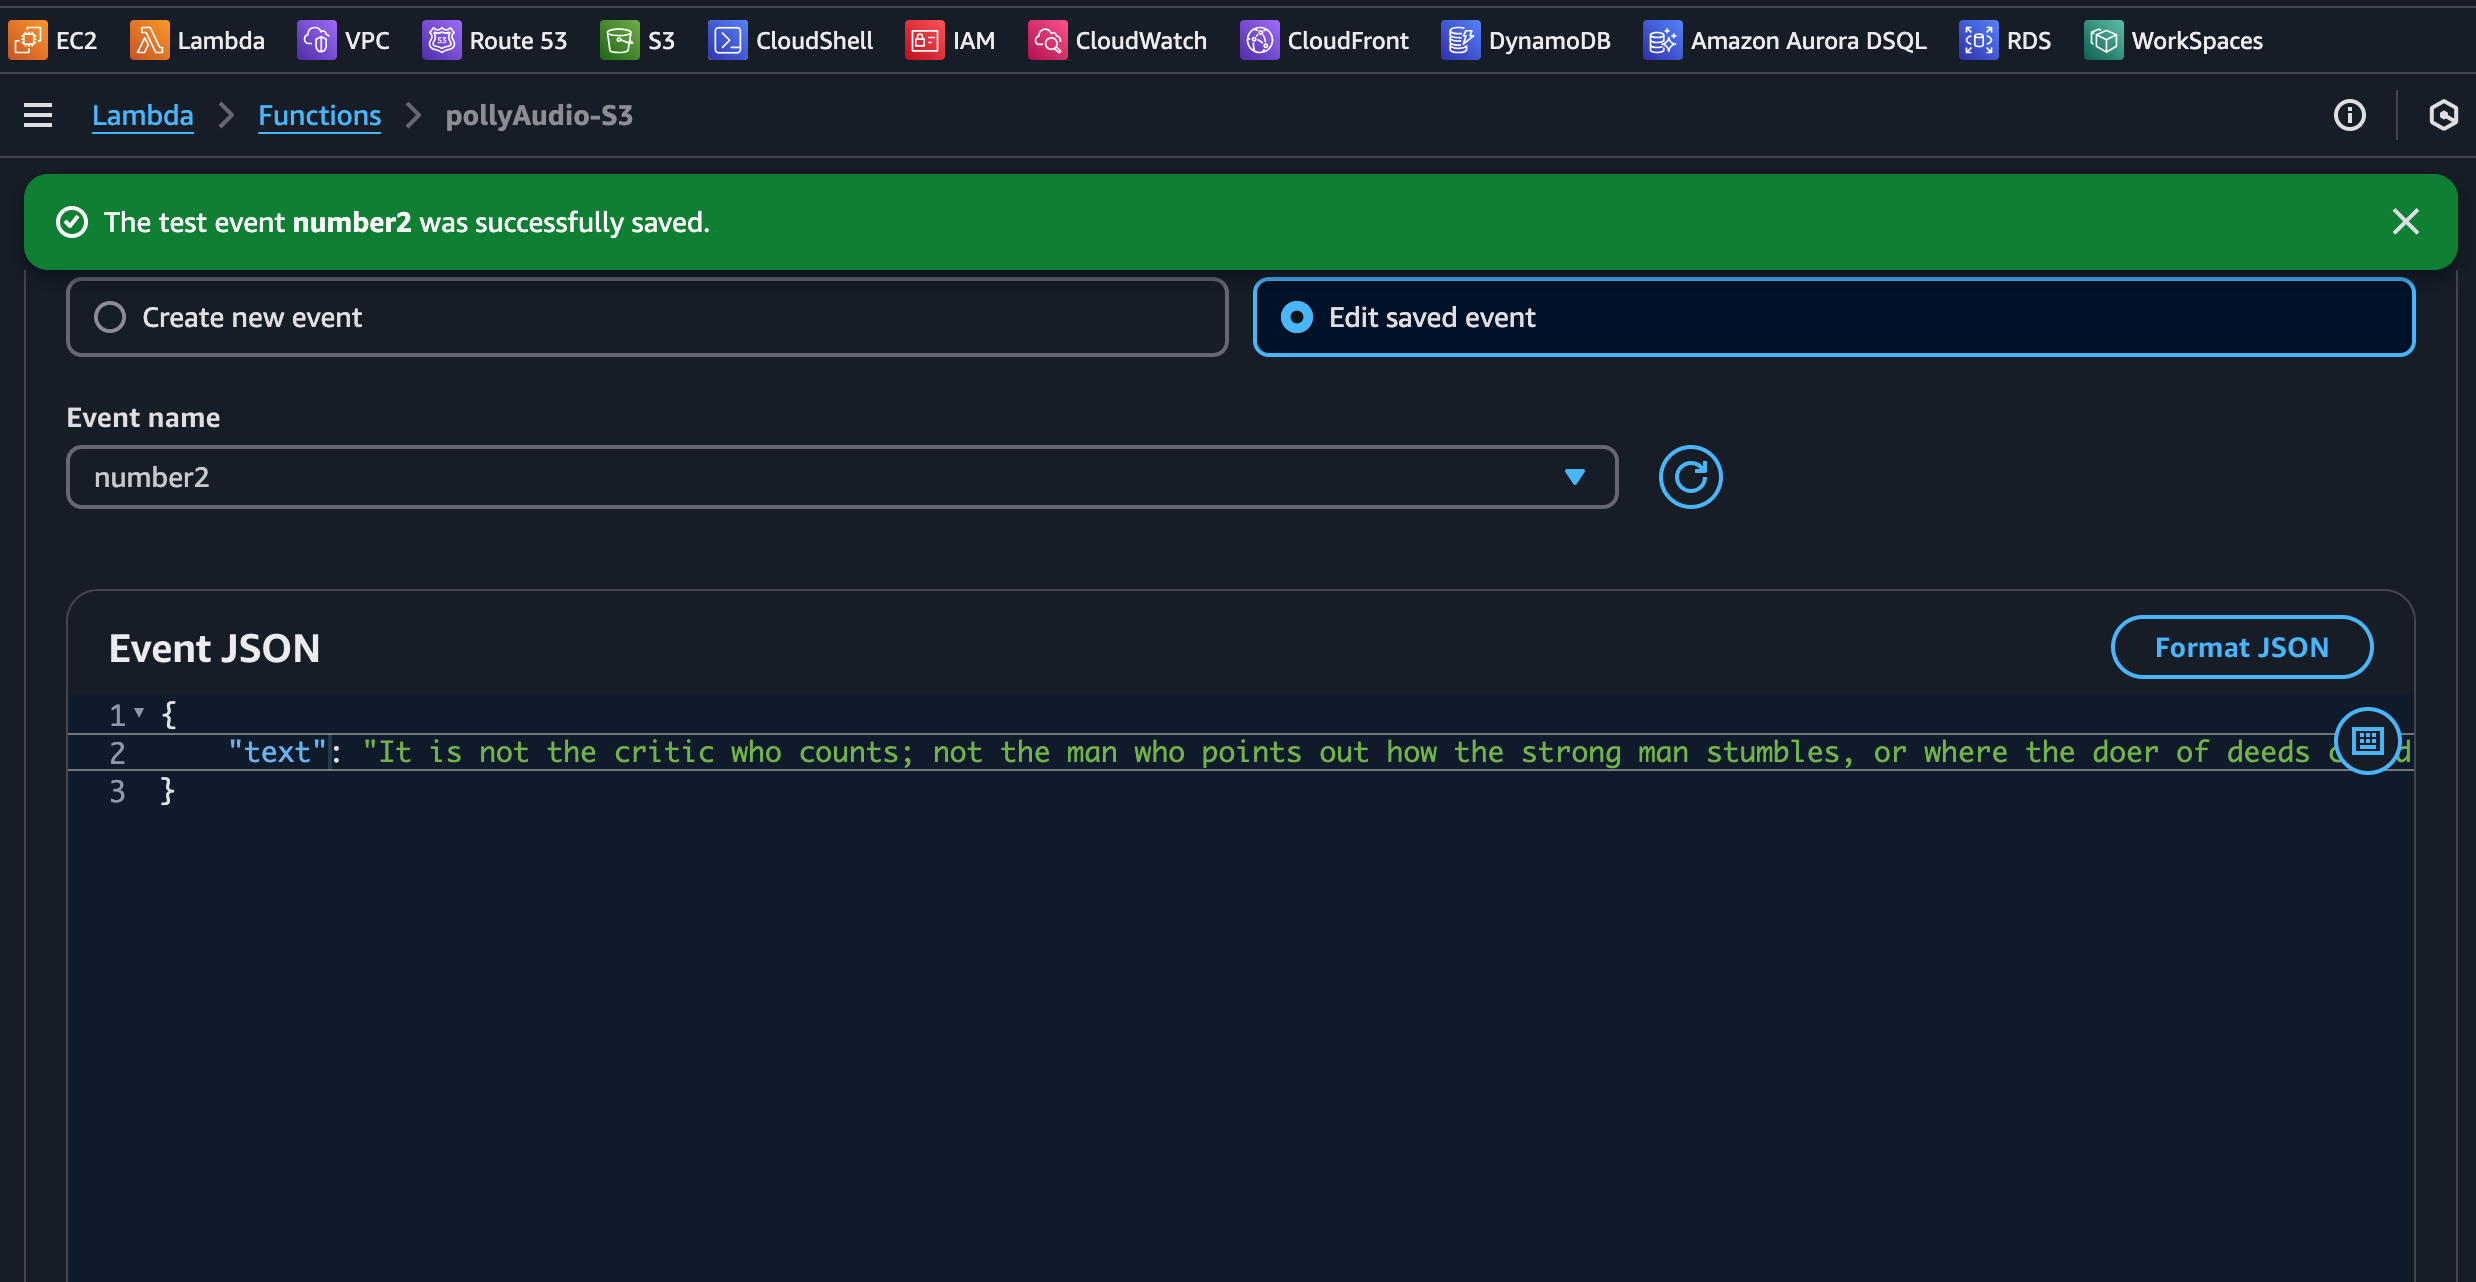 EC2 Lambda VPC Route 53 S3 CloudShell IAM CloudWatch CloudFront DynamoDB Amazon Aurora DSQL RDS WorkSpaces
Lambda Functions pollyAudio-S3
The test event number2 was successfully saved.
Create new event Edit saved event
Event name
number2
Event JSON Format JSON
1 {
2 "text": "It is not the critic who counts; not the man who points out how the strong man stumbles, or where the doer of deeds
3 }